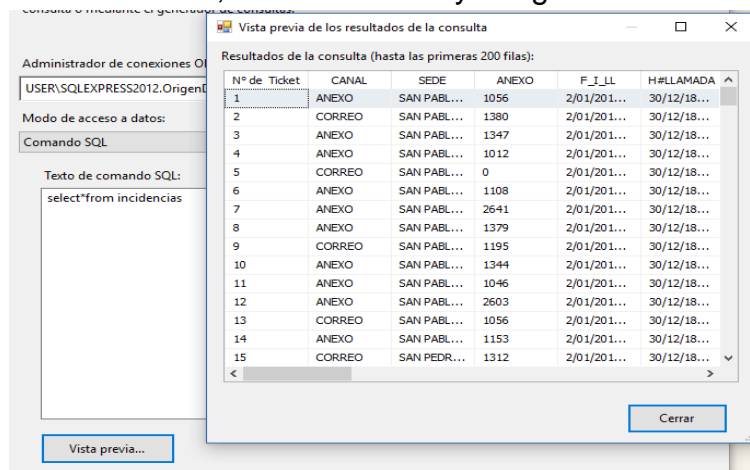 consulta o mediante el generador de consultas.
Vista previa de los resultados de la consulta
Resultados de la consulta (hasta las primeras 200 filas):
Administrador de conexiones Ol
USER\SQLEXPRESS2012.OrigenD
Modo de acceso a datos:
Comando SQL
Texto de comando SQL:
select*from incidencias
Nº de Ticket CANAL SEDE ANEXO F_I_LL H#LLAMADA
1 ANEXO SAN PABL... 1056 2/01/201... 30/12/18...
2 CORREO SAN PABL... 1380 2/01/201... 30/12/18...
3 ANEXO SAN PABL... 1347 2/01/201... 30/12/18...
4 ANEXO SAN PABL... 1012 2/01/201... 30/12/18...
5 CORREO SAN PABL... 0 2/01/201... 30/12/18...
6 ANEXO SAN PABL... 1108 2/01/201... 30/12/18...
7 ANEXO SAN PABL... 2641 2/01/201... 30/12/18...
8 ANEXO SAN PABL... 1379 2/01/201... 30/12/18...
9 CORREO SAN PABL... 1195 2/01/201... 30/12/18...
10 ANEXO SAN PABL... 1344 2/01/201... 30/12/18...
11 ANEXO SAN PABL... 1046 2/01/201... 30/12/18...
12 ANEXO SAN PABL... 2603 2/01/201... 30/12/18...
13 CORREO SAN PABL... 1056 2/01/201... 30/12/18...
14 ANEXO SAN PABL... 1153 2/01/201... 30/12/18...
15 CORREO SAN PEDR... 1312 2/01/201... 30/12/18...
Cerrar
Vista previa...